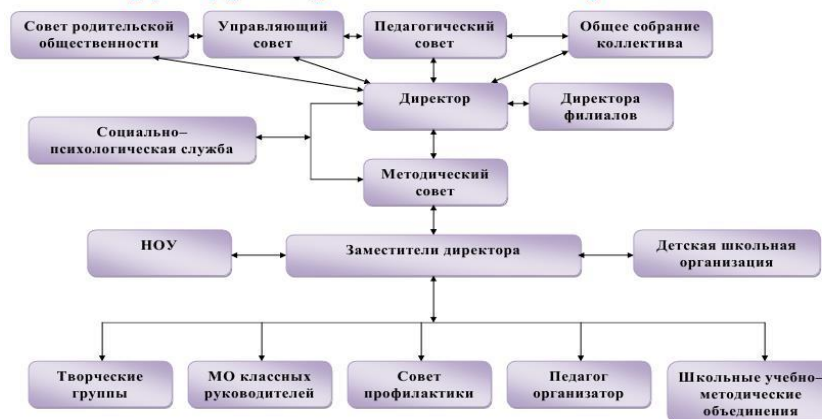 Совет родительской
общественности
Управляющий
совет
Педагогический
совет
Общее собрание
коллектива
Директор
Директора
филиалов
Социально–
психологическая служба
Методический
совет
НОУ
Заместители директора
Детская школьная
организация
Творческие
группы
МО классных
руководителей
Совет
профилактики
Педагог
организатор
Школьные учебно–
методические
объединения